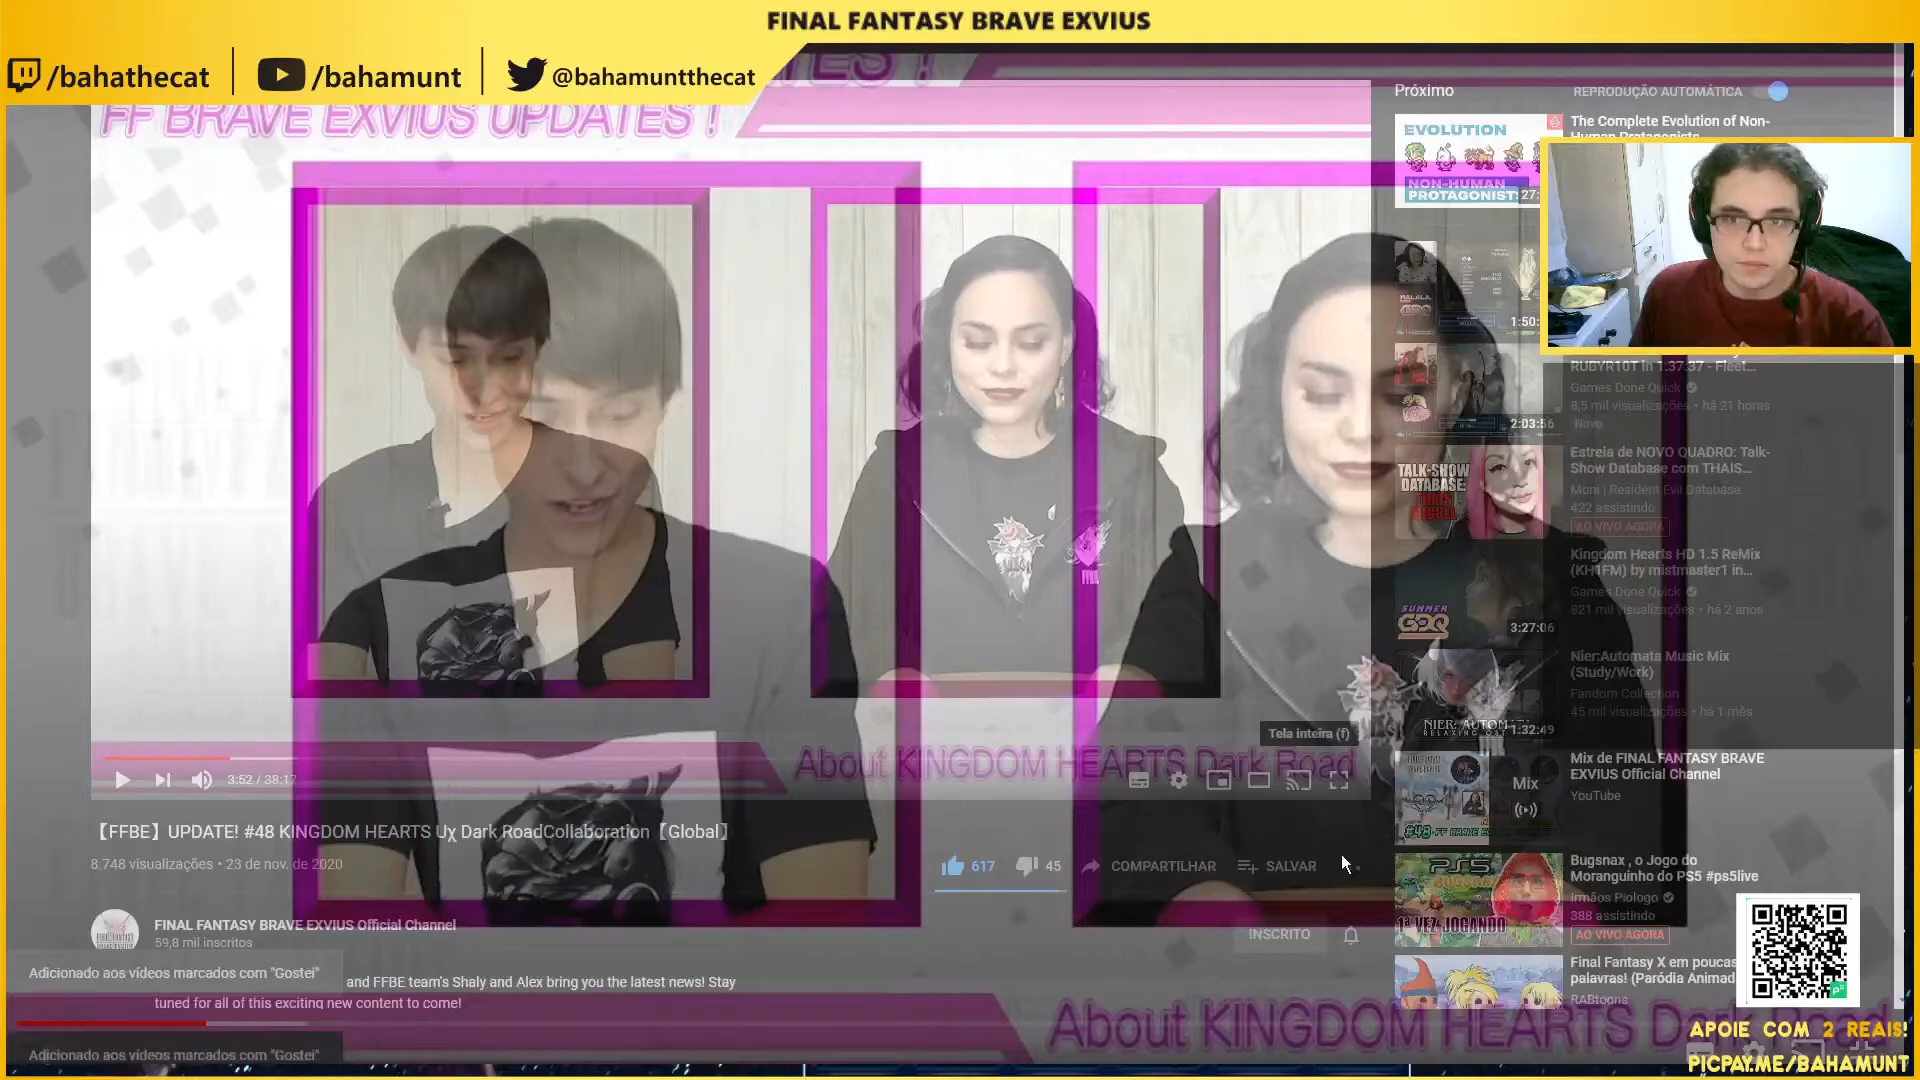 FINAL FANTASY BRAVE EXVIUS
/bahathecat
/bahamunt
@bahamuntthecat
FF BRAVE EXVIUS UPDATES !
Próximo
REPRODUÇÃO AUTOMÁTICA
EVOLUTION
NON-HUMAN
PROTAGONIST
The Complete Evolution of Non-
Human Protagonists
RUBYR10T in 1:37:37 - Fleet...
Games Done Quick
8,5 mil visualizações • há 21 horas
Novo
2:03:56
TALK-SHOW
DATABASE
Estreia de NOVO QUADRO: Talk-
Show Database com THAIS...
Moni | Resident Evil Database
422 assistindo
AO VIVO AGORA
SUMMER
GDQ
3:27:06
Kingdom Hearts HD 1.5 ReMix
(KH1FM) by mistmaster1 in...
Games Done Quick
821 mil visualizações • há 2 anos
1:32:49
Nier:Automata Music Mix
(Study/Work)
Fandom Collection
45 mil visualizações • há 1 mês
Mix
Mix de FINAL FANTASY BRAVE
EXVIUS Official Channel
YouTube
PS5
BUGSNAX
1ª VEZ JOGANDO
Bugsnax , o Jogo do
Moranguinho do PS5 #ps5live
Irmãos Piologo
388 assistindo
AO VIVO AGORA
Final Fantasy X em poucas
palavras! (Paródia Animad
RABtoons
Tela inteira (f)
About KINGDOM HEARTS Dark Road
3:52 / 38:17
【FFBE】UPDATE! #48 KINGDOM HEARTS Uχ Dark RoadCollaboration【Global】
8.748 visualizações • 23 de nov. de 2020
617
45
COMPARTILHAR
SALVAR
FINAL FANTASY BRAVE EXVIUS Official Channel
59,8 mil inscritos
INSCRITO
Adicionado aos vídeos marcados com "Gostei"
and FFBE team's Shaly and Alex bring you the latest news! Stay
tuned for all of this exciting new content to come!
Adicionado aos vídeos marcados com "Gostei"
About KINGDOM HEARTS Dark Road
APOIE COM 2 REAIS!
PICPAY.ME/BAHAMUNT